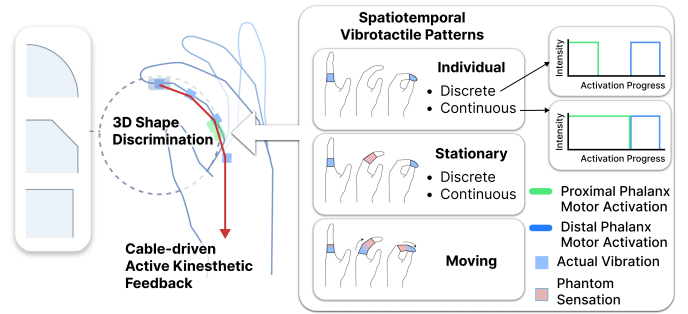 3D Shape
Discrimination
Cable-driven
Active Kinesthetic
Feedback
Spatiotemporal
Vibrotactile Patterns
Individual
• Discrete
• Continuous
Stationary
• Discrete
• Continuous
Moving
Intensity
Activation Progress
Intensity
Activation Progress
Proximal Phalanx
Motor Activation
Distal Phalanx
Motor Activation
Actual Vibration
Phantom
Sensation